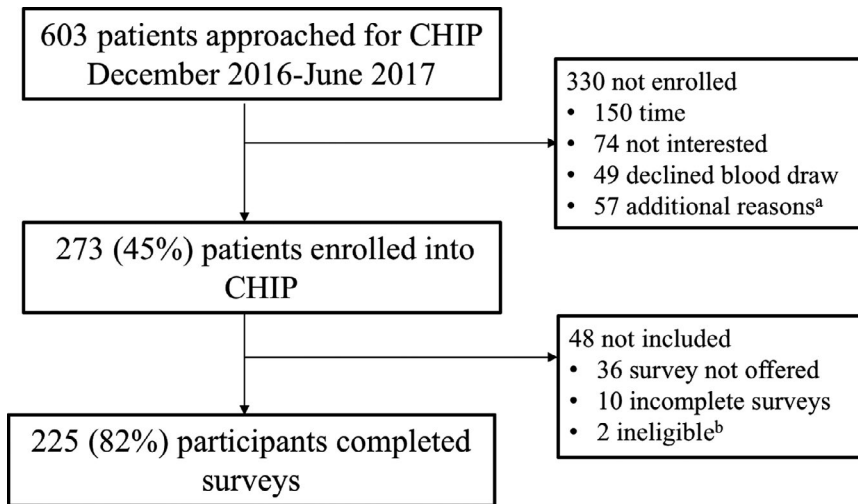 603 patients approached for CHIP
December 2016-June 2017
330 not enrolled
• 150 time
• 74 not interested
• 49 declined blood draw
• 57 additional reasonsᵃ
273 (45%) patients enrolled into
CHIP
48 not included
• 36 survey not offered
• 10 incomplete surveys
• 2 ineligibleᵇ
225 (82%) participants completed
surveys